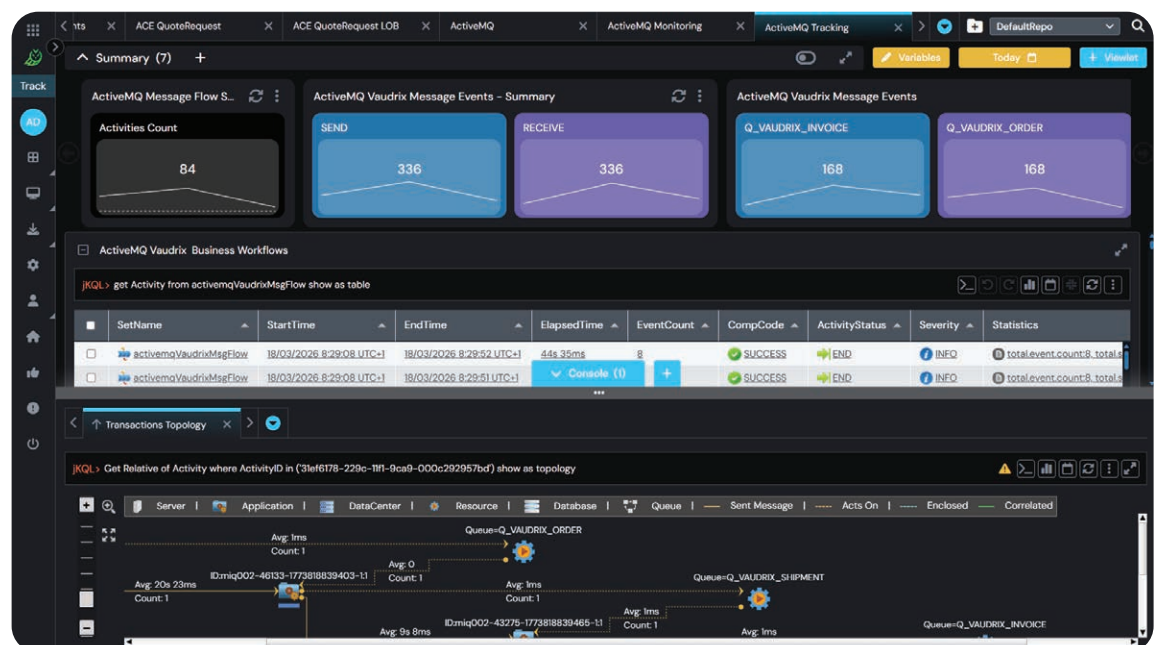 nts
ACE QuoteRequest
ACE QuoteRequest LOB
ActiveMQ
ActiveMQ Monitoring
ActiveMQ Tracking
DefaultRepo
Summary (7)
Variables
Today
Viewlet
Track
AD
ActiveMQ Message Flow S...
ActiveMQ Vaudrix Message Events - Summary
ActiveMQ Vaudrix Message Events
Activities Count
84
SEND
336
RECEIVE
336
Q_VAUDRIX_INVOICE
168
Q_VAUDRIX_ORDER
168
ActiveMQ Vaudrix Business Workflows
jKQL> get Activity from activemqVaudrixMsgFlow show as table
SetName StartTime EndTime ElapsedTime EventCount CompCode ActivityStatus Severity Statistics
activemqVaudrixMsgFlow 18/03/2026 8:29:08 UTC+1 18/03/2026 8:29:52 UTC+1 44s 35ms 8 SUCCESS END INFO total.event.count:8, total.s
activemqVaudrixMsgFlow 18/03/2026 8:29:08 UTC+1 18/03/2026 8:29:51 UTC+1 SUCCESS END INFO total.event.count:8, total.s
Console (1)
Transactions Topology
jKQL> Get Relative of Activity where ActivityID in ('31ef6178-229c-11f1-9ca9-000c292957bd') show as topology
Server | Application | DataCenter | Resource | Database | Queue | Sent Message | Acts On | Enclosed Correlated
Queue=Q_VAUDRIX_ORDER
Avg: 1ms
Count: 1
Avg: 0
Count: 1
ID:miq002-46133-1773818839403-1:1
Avg: 20s 23ms
Count: 1
Avg: 1ms
Count: 1
Queue=Q_VAUDRIX_SHIPMENT
Avg: 1ms
Count: 1
ID:miq002-43275-1773818839465-1:1
Avg: 9s 8ms
Avg: 1ms
Queue=Q_VAUDRIX_INVOICE